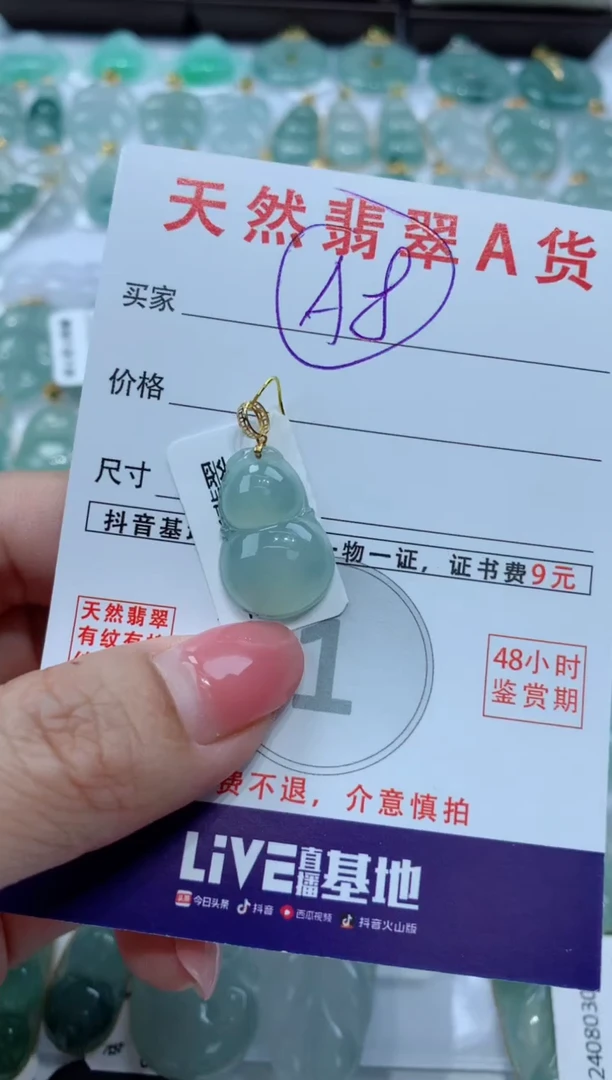 天然翡翠A货
A8
买家
价格
尺寸
抖音基
物一证，证书费9元
天然翡翠
有纹有
1
48小时
鉴赏期
费不退，介意慎拍
LiVE直播基地
今日头条 抖音 西瓜视频 抖音火山版
2408030